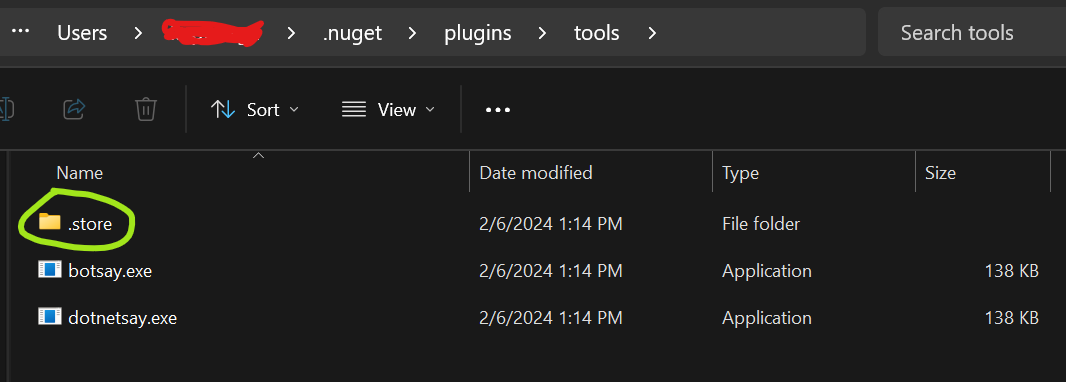 ... Users > > .nuget > plugins > tools > Search tools
Sort View ...
Name Date modified Type Size
.store 2/6/2024 1:14 PM File folder
botsay.exe 2/6/2024 1:14 PM Application 138 KB
dotnetsay.exe 2/6/2024 1:14 PM Application 138 KB